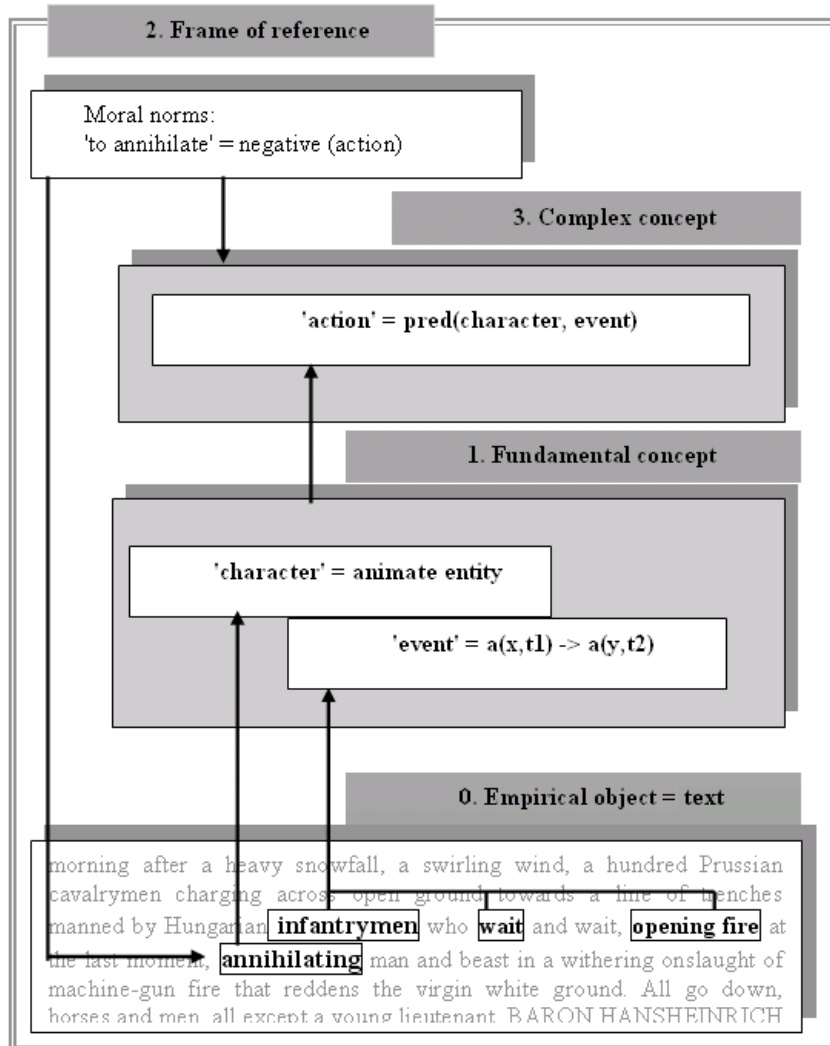 2. Frame of reference
Moral norms:
'to annihilate' = negative (action)
3. Complex concept
'action' = pred(character, event)
1. Fundamental concept
'character' = animate entity
'event' = a(x,t1) -> a(y,t2)
0. Empirical object = text
morning after a heavy snowfall, a swirling wind, a hundred Prussian
cavalrymen charging across open ground towards a line of trenches
manned by Hungarian infantrymen who wait and wait, opening fire at
the last moment, annihilating man and beast in a withering onslaught of
machine-gun fire that reddens the virgin white ground. All go down,
horses and men, all except a young lieutenant, BARON HANSHEINRICH